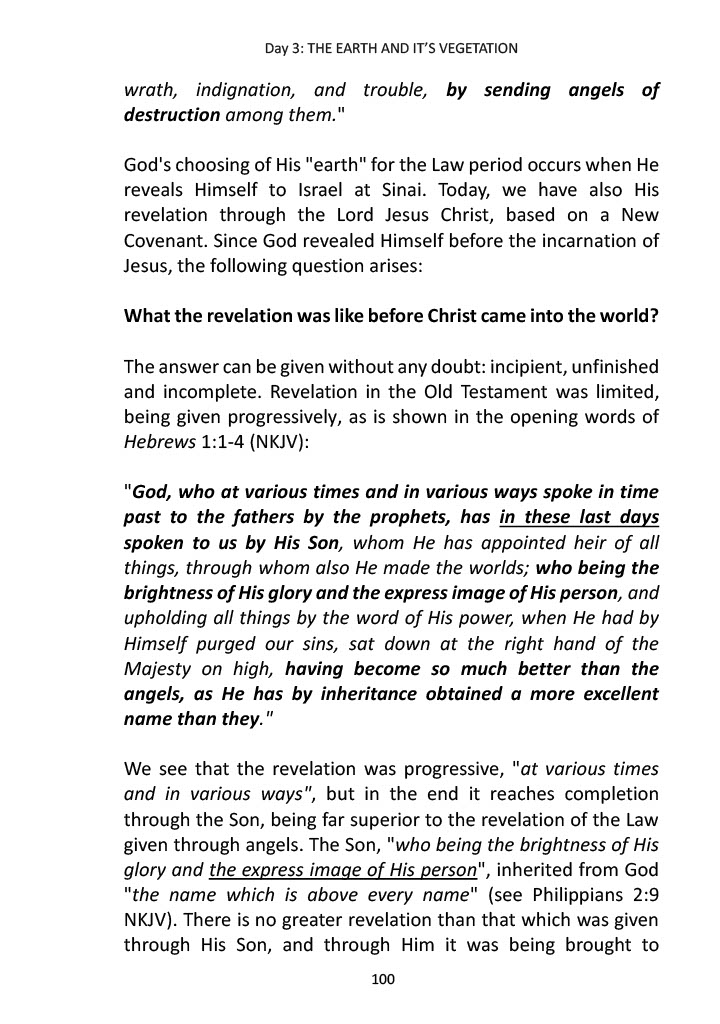 Day 3: THE EARTH AND IT'S VEGETATION
wrath, indignation, and trouble, by sending angels of
destruction among them."
God's choosing of His "earth" for the Law period occurs when He
reveals Himself to Israel at Sinai. Today, we have also His
revelation through the Lord Jesus Christ, based on a New
Covenant. Since God revealed Himself before the incarnation of
Jesus, the following question arises:
What the revelation was like before Christ came into the world?
The answer can be given without any doubt: incipient, unfinished
and incomplete. Revelation in the Old Testament was limited,
being given progressively, as is shown in the opening words of
Hebrews 1:1-4 (NKJV):
"God, who at various times and in various ways spoke in time
past to the fathers by the prophets, has in these last days
spoken to us by His Son, whom He has appointed heir of all
things, through whom also He made the worlds; who being the
brightness of His glory and the express image of His person, and
upholding all things by the word of His power, when He had by
Himself purged our sins, sat down at the right hand of the
Majesty on high, having become so much better than the
angels, as He has by inheritance obtained a more excellent
name than they."
We see that the revelation was progressive, "at various times
and in various ways", but in the end it reaches completion
through the Son, being far superior to the revelation of the Law
given through angels. The Son, "who being the brightness of His
glory and the express image of His person", inherited from God
"the name which is above every name" (see Philippians 2:9
NKJV). There is no greater revelation than that which was given
through His Son, and through Him it was being brought to
100